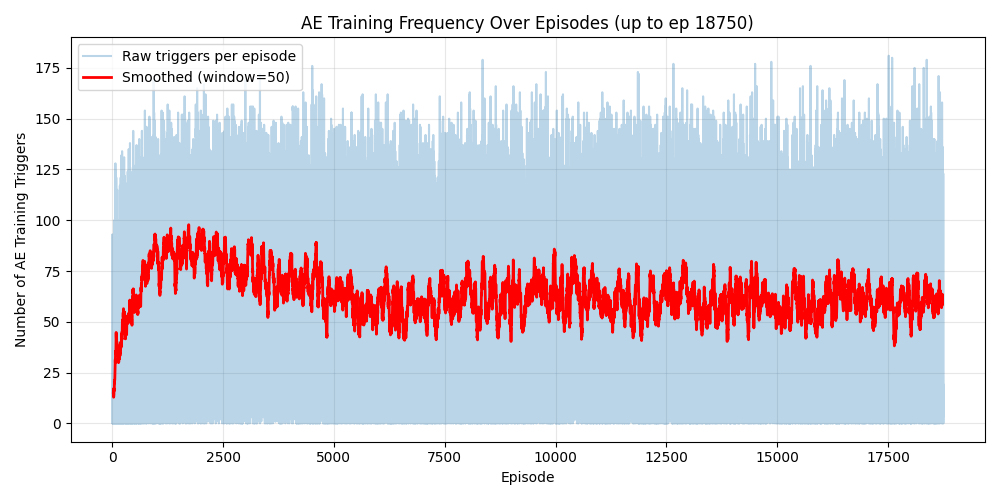 AE Training Frequency Over Episodes (up to ep 18750)
Raw triggers per episode
Smoothed (window=50)
Number of AE Training Triggers
175
150
125
100
75
50
25
0
0 2500 5000 7500 10000 12500 15000 17500
Episode